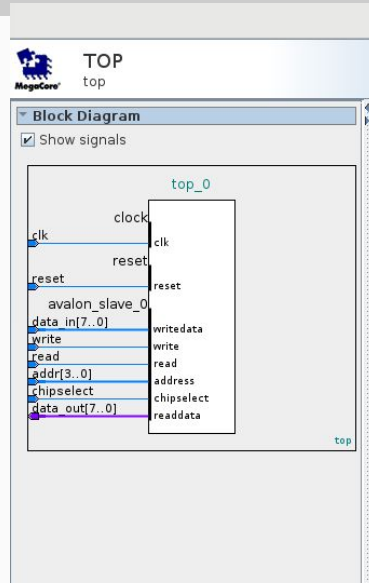 TOP
top
MegaCore'
Block Diagram
Show signals
top_0
clock
clk
clk
reset
reset
reset
avalon_slave_0
data_in[7..0]
writedata
write
write
read
read
addr[3..0]
address
chipselect
chipselect
data_out[7..0]
readdata
top